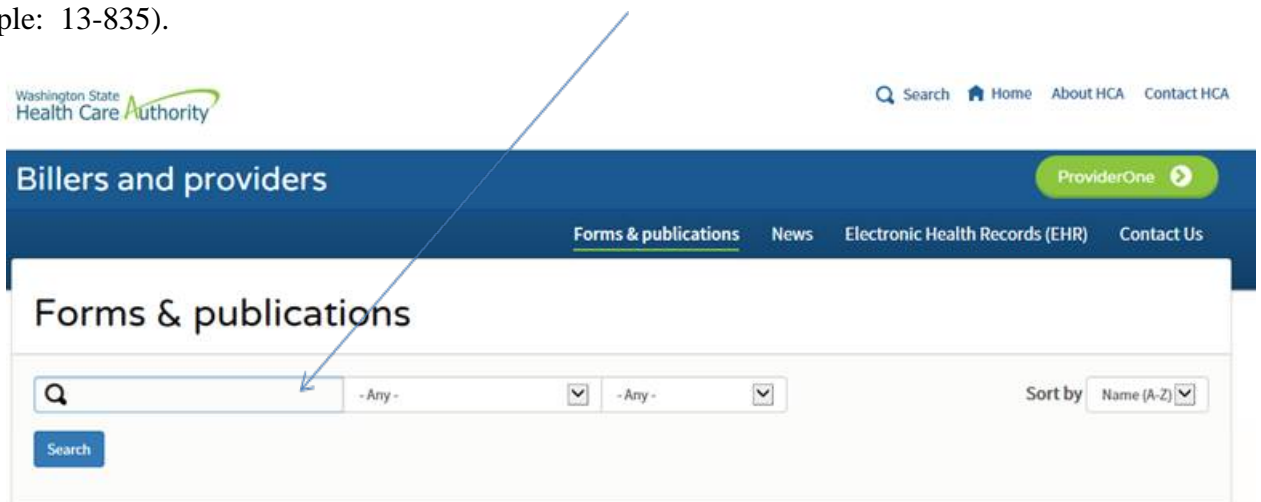 ple: 13-835).
Washington State
Health Care Authority
Search Home About HCA Contact HCA
Billers and providers
ProviderOne
Forms & publications News Electronic Health Records (EHR) Contact Us
Forms & publications
- Any - - Any - Sort by Name (A-Z)
Search